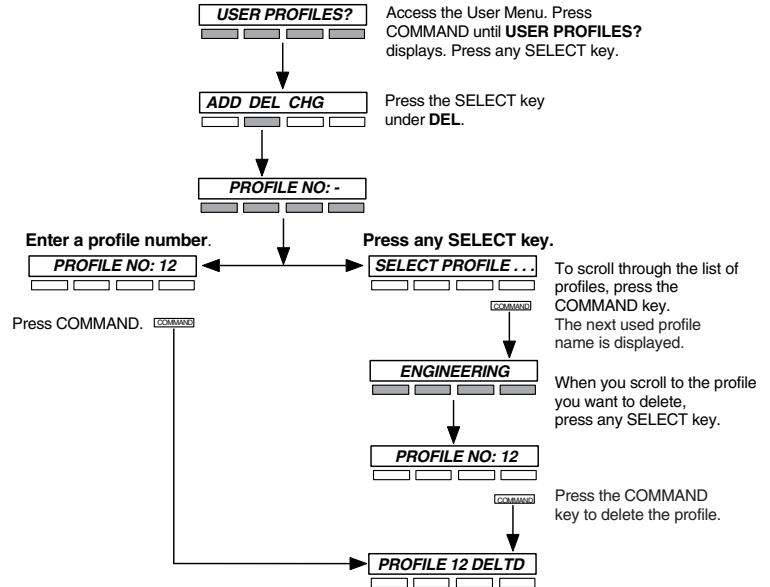 USER PROFILES?
Access the User Menu. Press
COMMAND until USER PROFILES?
displays. Press any SELECT key.
ADD DEL CHG
Press the SELECT key
under DEL.
PROFILE NO: -
Enter a profile number.
Press any SELECT key.
PROFILE NO: 12
SELECT PROFILE . . .
To scroll through the list of
profiles, press the
COMMAND key.
The next used profile
name is displayed.
COMMAND
Press COMMAND. COMMAND
ENGINEERING
When you scroll to the profile
you want to delete,
press any SELECT key.
PROFILE NO: 12
COMMAND
Press the COMMAND
key to delete the profile.
PROFILE 12 DELTD